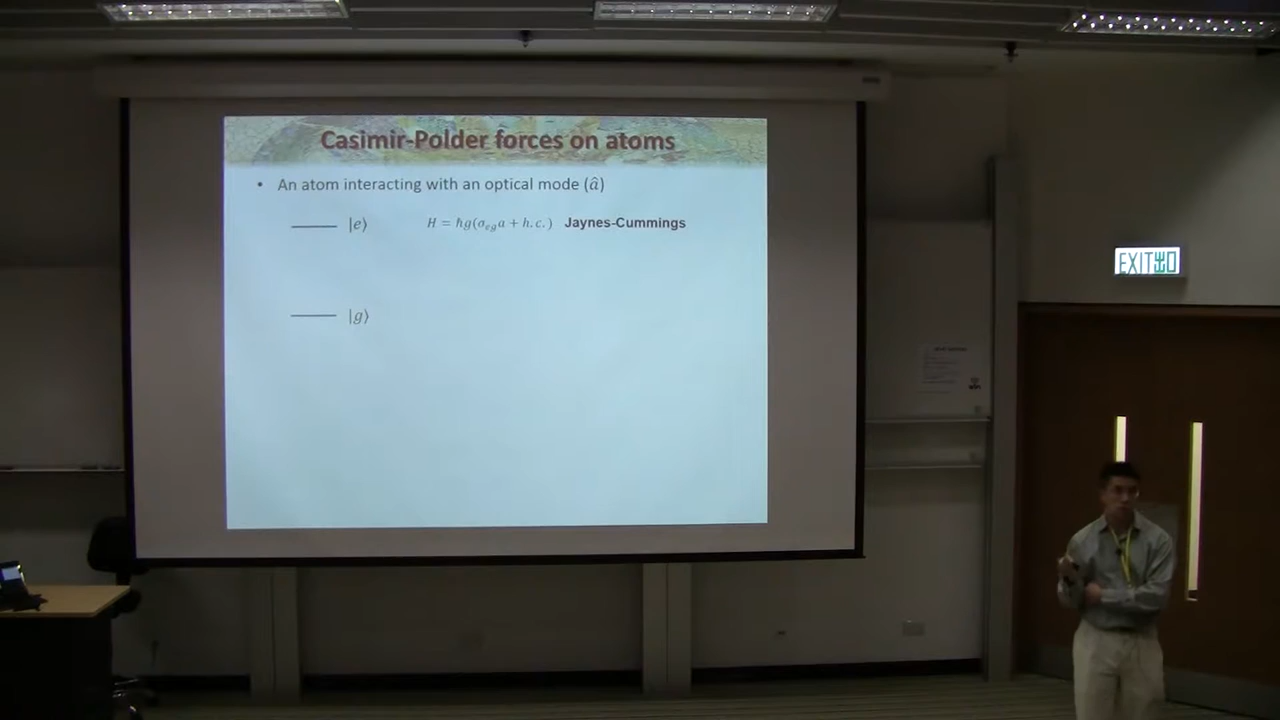 Casimir-Polder forces on atoms
• An atom interacting with an optical mode (â)
|e⟩ H = ħg(σ_eg a + h.c.) Jaynes-Cummings
|g⟩
EXIT出口